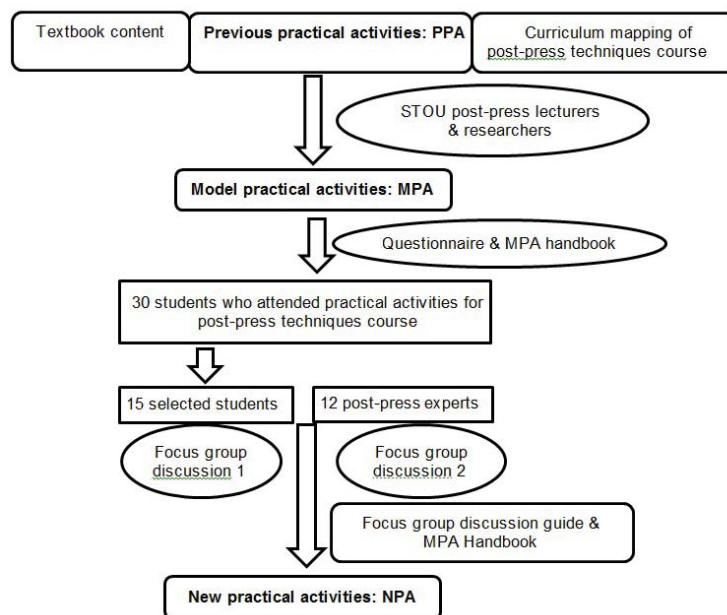 Textbook content
Previous practical activities: PPA
Curriculum mapping of
post-press techniques course
STOU post-press lecturers
& researchers
Model practical activities: MPA
Questionnaire & MPA handbook
30 students who attended practical activities for
post-press techniques course
15 selected students
12 post-press experts
Focus group
discussion 1
Focus group
discussion 2
Focus group discussion guide &
MPA Handbook
New practical activities: NPA